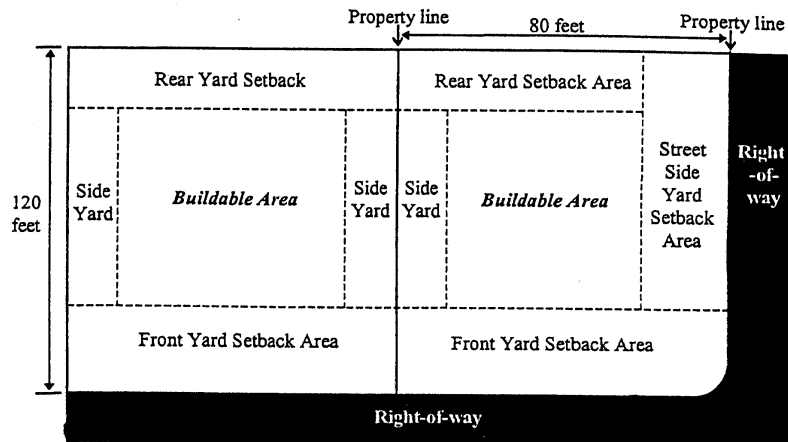 Property line
80 feet
Property line
Rear Yard Setback
Rear Yard Setback Area
120
feet
Side
Yard
Buildable Area
Side
Yard
Side
Yard
Buildable Area
Street
Side
Yard
Setback
Area
Right
-of-
way
Front Yard Setback Area
Front Yard Setback Area
Right-of-way